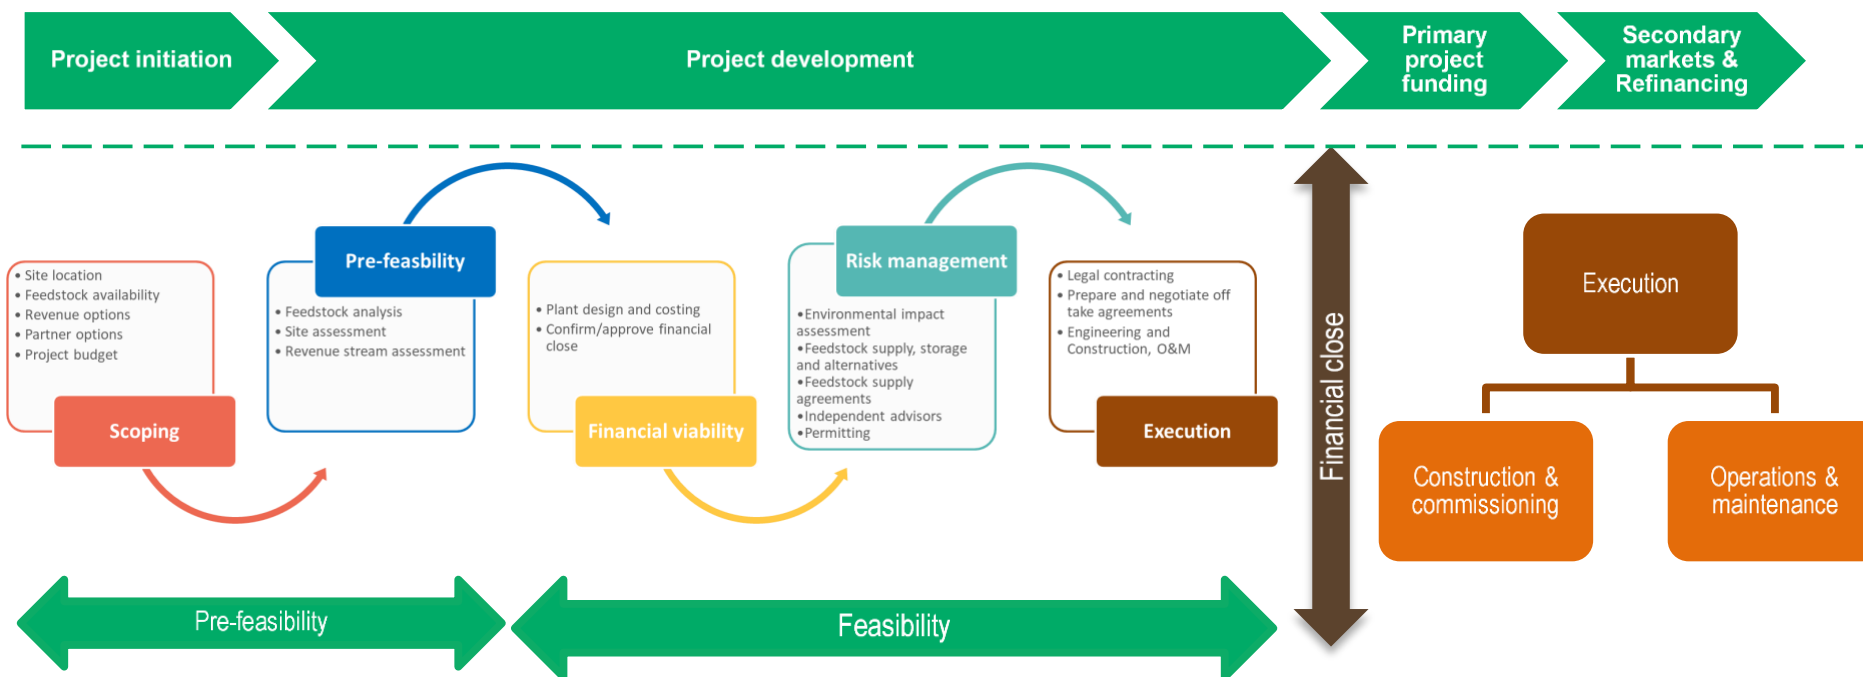 Project initiation
Project development
Primary
project
funding
Secondary
markets &
Refinancing
• Site location
• Feedstock availability
• Revenue options
• Partner options
• Project budget
Scoping
Pre-feasbility
• Feedstock analysis
• Site assessment
• Revenue stream assessment
• Plant design and costing
• Confirm/approve financial
close
Financial viability
Risk management
•Environmental impact
assessment
•Feedstock supply, storage
and alternatives
•Feedstock supply
agreements
•Independent advisors
•Permitting
• Legal contracting
• Prepare and negotiate off
take agreements
• Engineering and
Construction, O&M
Execution
Financial close
Execution
Construction &
commissioning
Operations &
maintenance
Pre-feasibility
Feasibility